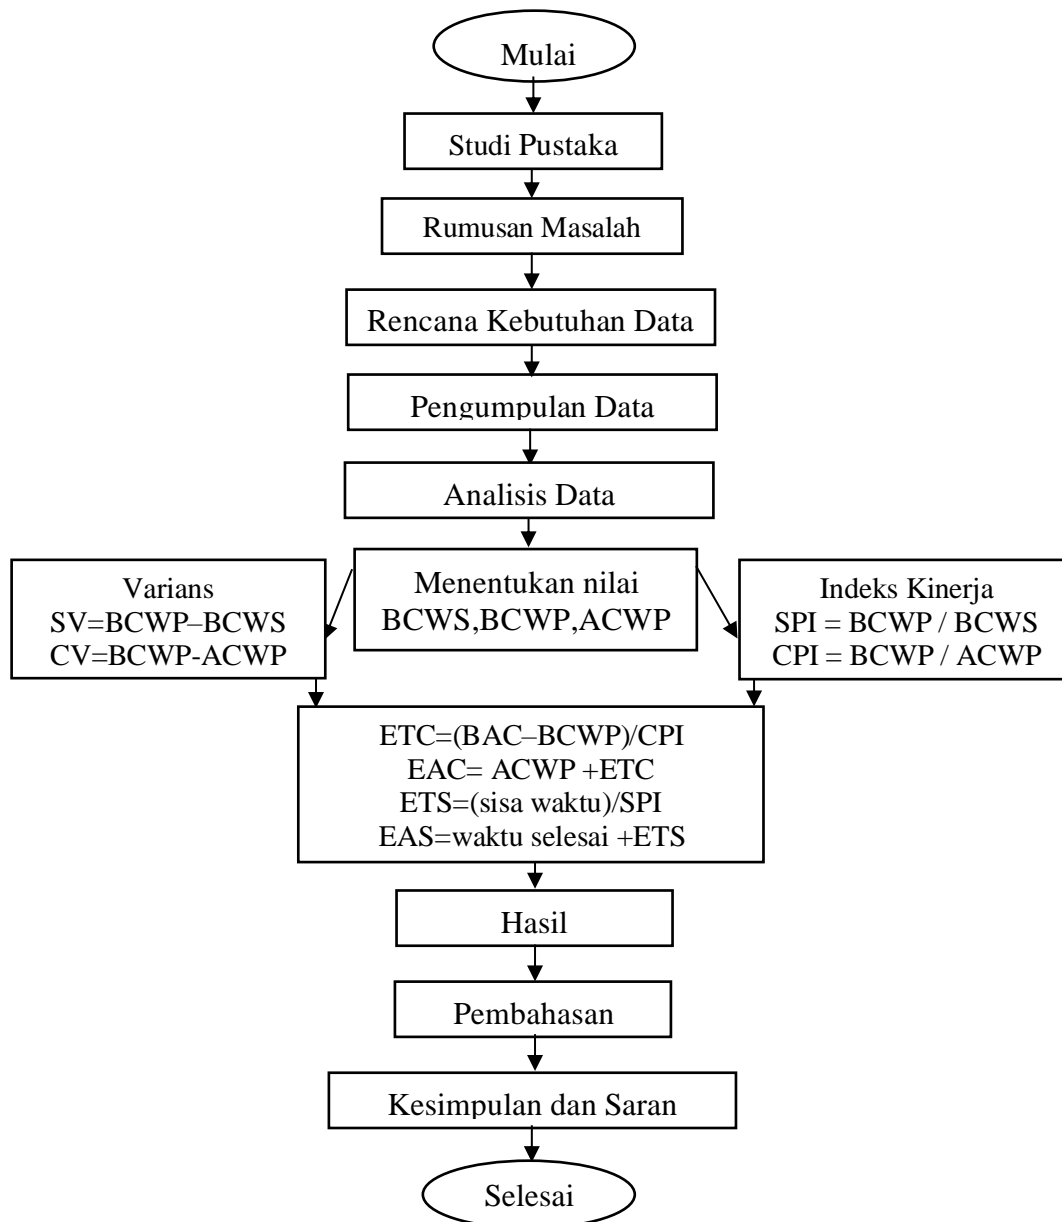 Mulai
Studi Pustaka
Rumusan Masalah
Rencana Kebutuhan Data
Pengumpulan Data
Analisis Data
Menentukan nilai
BCWS,BCWP,ACWP
Varians
SV=BCWP–BCWS
CV=BCWP-ACWP
Indeks Kinerja
SPI = BCWP / BCWS
CPI = BCWP / ACWP
ETC=(BAC–BCWP)/CPI
EAC= ACWP +ETC
ETS=(sisa waktu)/SPI
EAS=waktu selesai +ETS
Hasil
Pembahasan
Kesimpulan dan Saran
Selesai